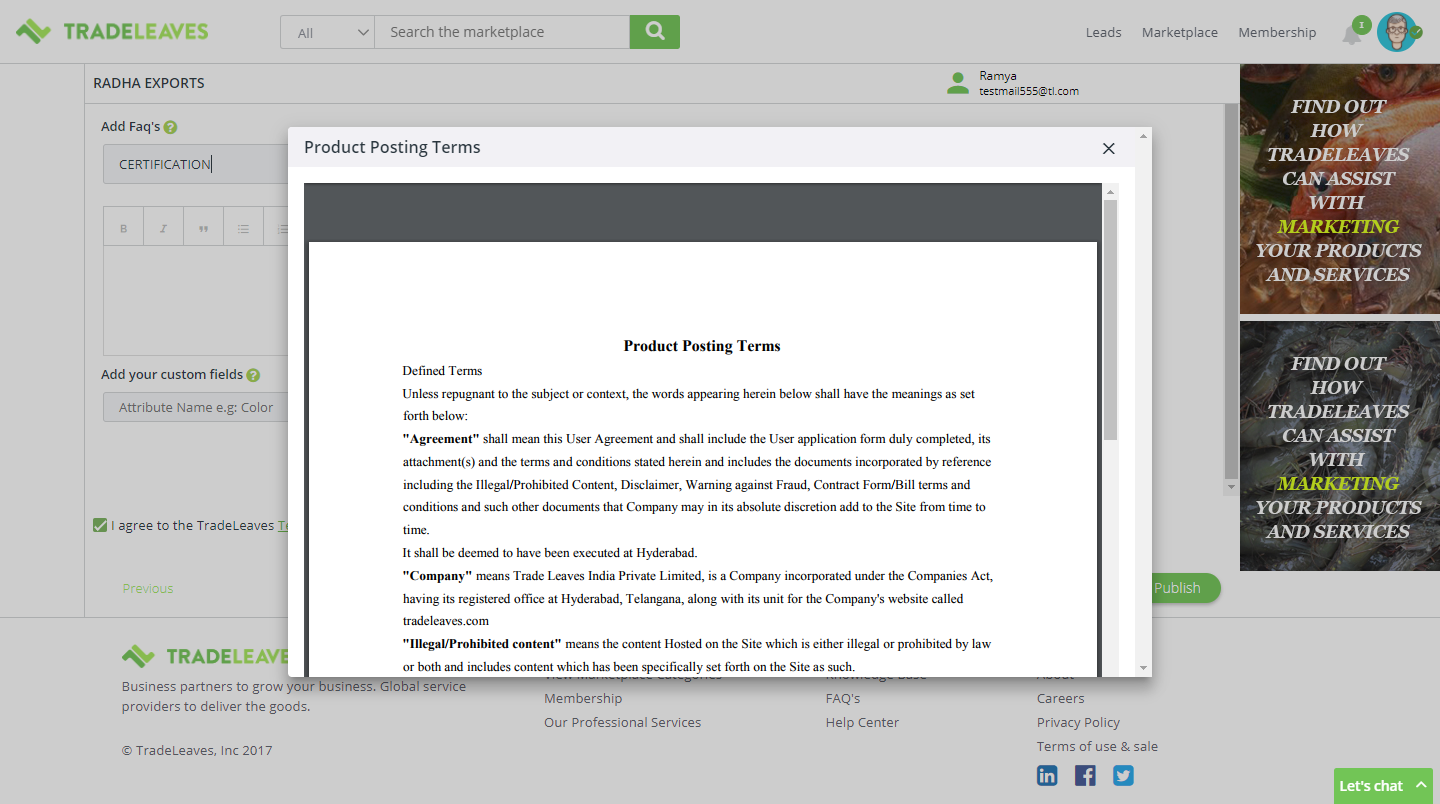 TRADELEAVES
All
Search the marketplace
Leads
Marketplace
Membership
1
RADHA EXPORTS
Ramya
testmail555@tl.com
Add Faq's
CERTIFICATION
B I
Add your custom fields
Attribute Name e.g: Color
I agree to the TradeLeaves
Previous
Publish
Product Posting Terms
Product Posting Terms
Defined Terms
Unless repugnant to the subject or context, the words appearing herein below shall have the meanings as set
forth below:
"Agreement" shall mean this User Agreement and shall include the User application form duly completed, its
attachment(s) and the terms and conditions stated herein and includes the documents incorporated by reference
including the Illegal/Prohibited Content, Disclaimer, Warning against Fraud, Contract Form/Bill terms and
conditions and such other documents that Company may in its absolute discretion add to the Site from time to
time.
It shall be deemed to have been executed at Hyderabad.
"Company" means Trade Leaves India Private Limited, is a Company incorporated under the Companies Act,
having its registered office at Hyderabad, Telangana, along with its unit for the Company's website called
tradeleaves.com
"Illegal/Prohibited content" means the content Hosted on the Site which is either illegal or prohibited by law
or both and includes content which has been specifically set forth on the Site as such.
FIND OUT
HOW
TRADELEAVES
CAN ASSIST
WITH
MARKETING
YOUR PRODUCTS
AND SERVICES
FIND OUT
HOW
TRADELEAVES
CAN ASSIST
WITH
MARKETING
YOUR PRODUCTS
AND SERVICES
TRADELEAVE
Business partners to grow your business. Global service
providers to deliver the goods.
© TradeLeaves, Inc 2017
View Marketplace Categories
Membership
Our Professional Services
Knowledge Base
FAQ's
Help Center
About
Careers
Privacy Policy
Terms of use & sale
Let's chat